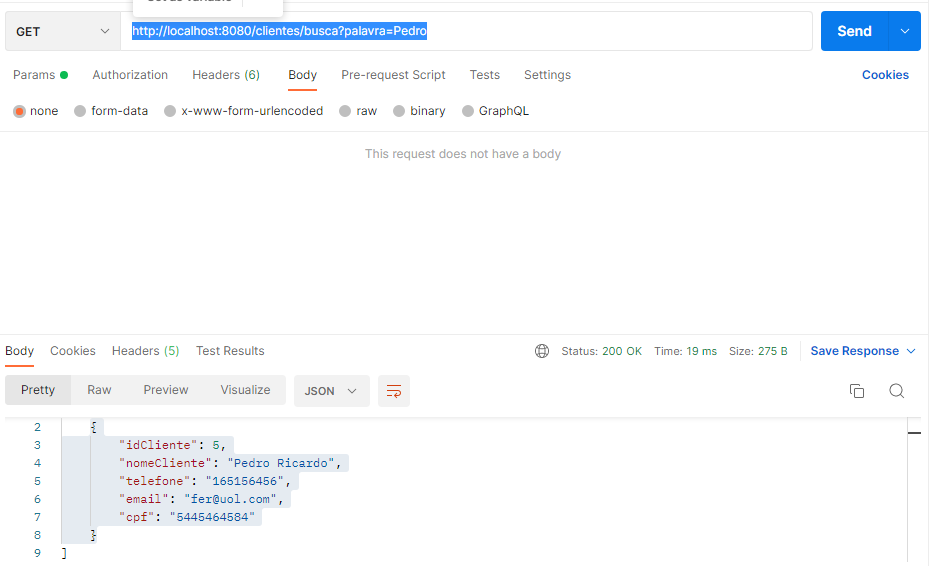 GET
http://localhost:8080/clientes/busca?palavra=Pedro
Send
Params Authorization Headers (6) Body Pre-request Script Tests Settings Cookies
none form-data x-www-form-urlencoded raw binary GraphQL
This request does not have a body
Body Cookies Headers (5) Test Results Status: 200 OK Time: 19 ms Size: 275 B Save Response
Pretty Raw Preview Visualize JSON
2 {
3 "idCliente": 5,
4 "nomeCliente": "Pedro Ricardo",
5 "telefone": "165156456",
6 "email": "fer@uol.com",
7 "cpf": "5445464584"
8 }
9 ]